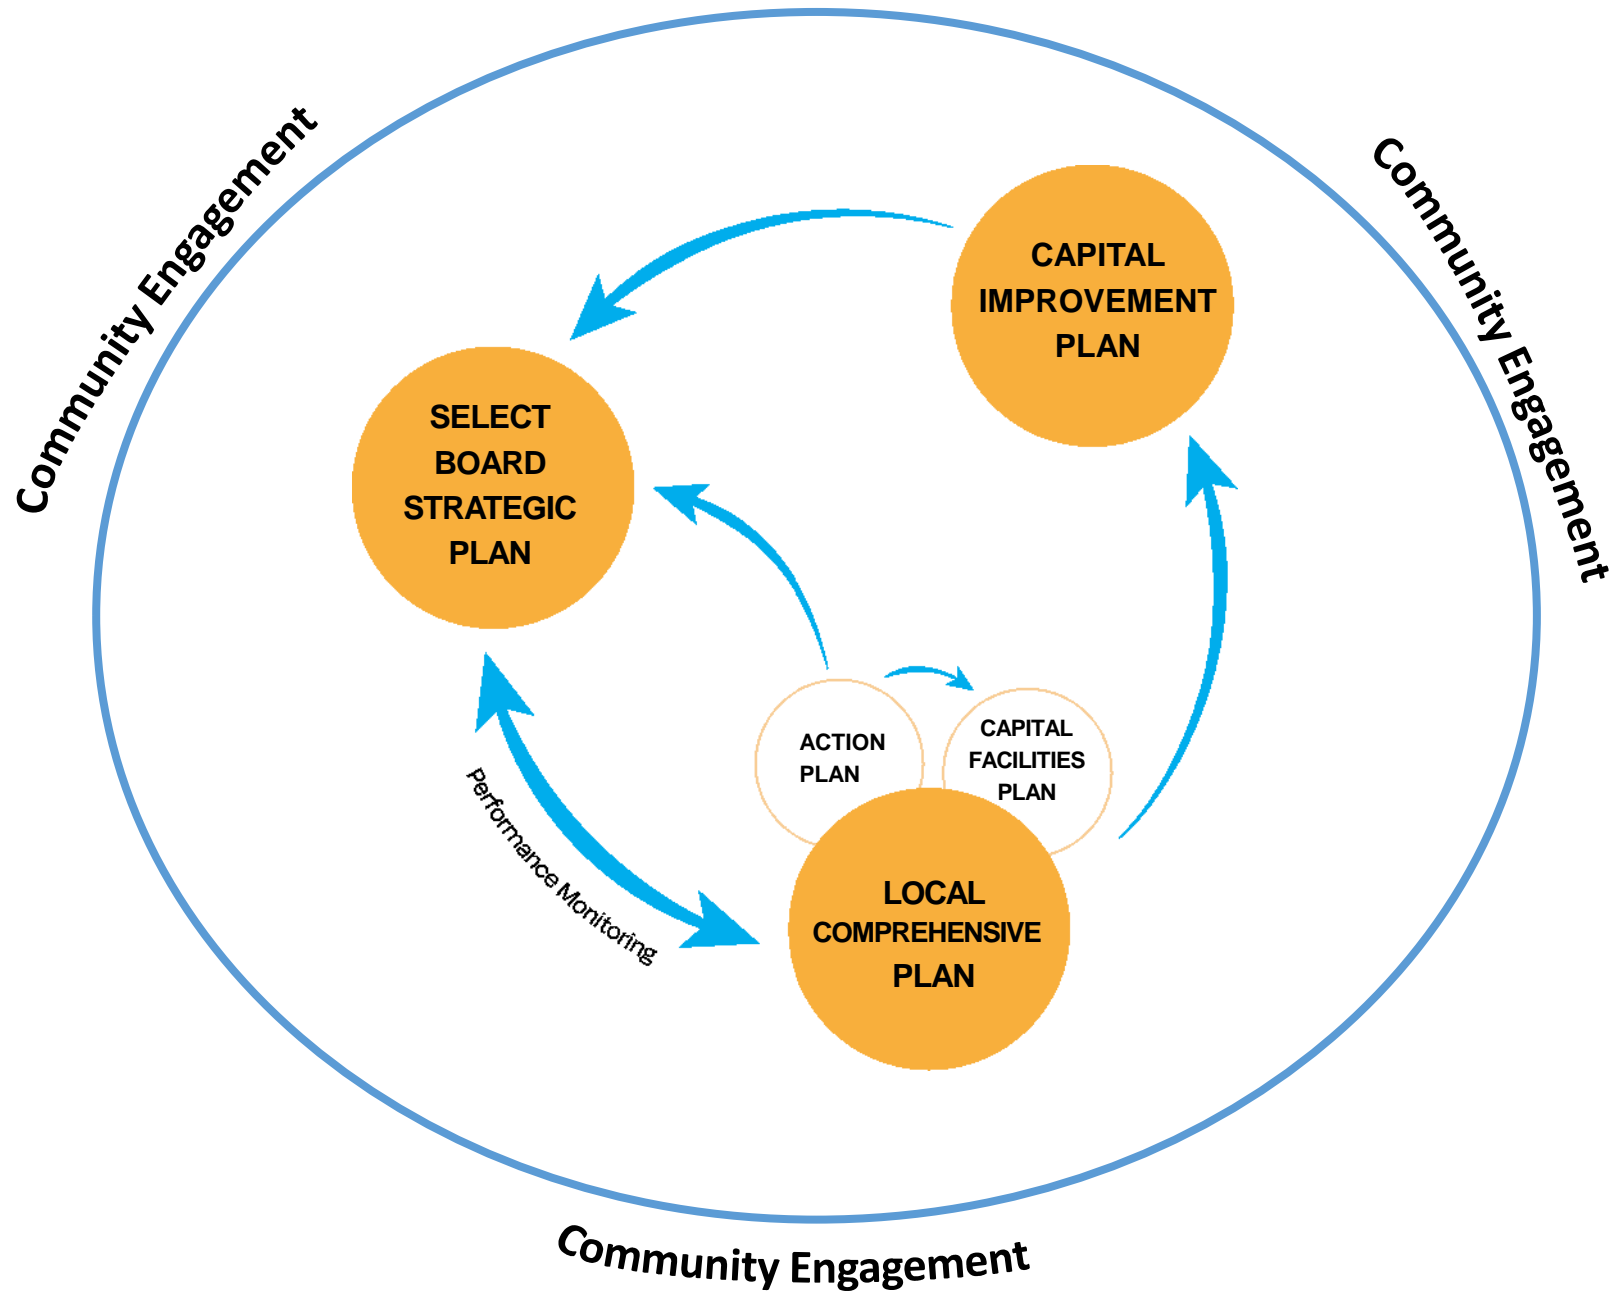 Community Engagement
Community Engagement
CAPITAL
IMPROVEMENT
PLAN
SELECT
BOARD
STRATEGIC
PLAN
ACTION
PLAN
CAPITAL
FACILITIES
PLAN
Performance Monitoring
LOCAL
COMPREHENSIVE
PLAN
Community Engagement